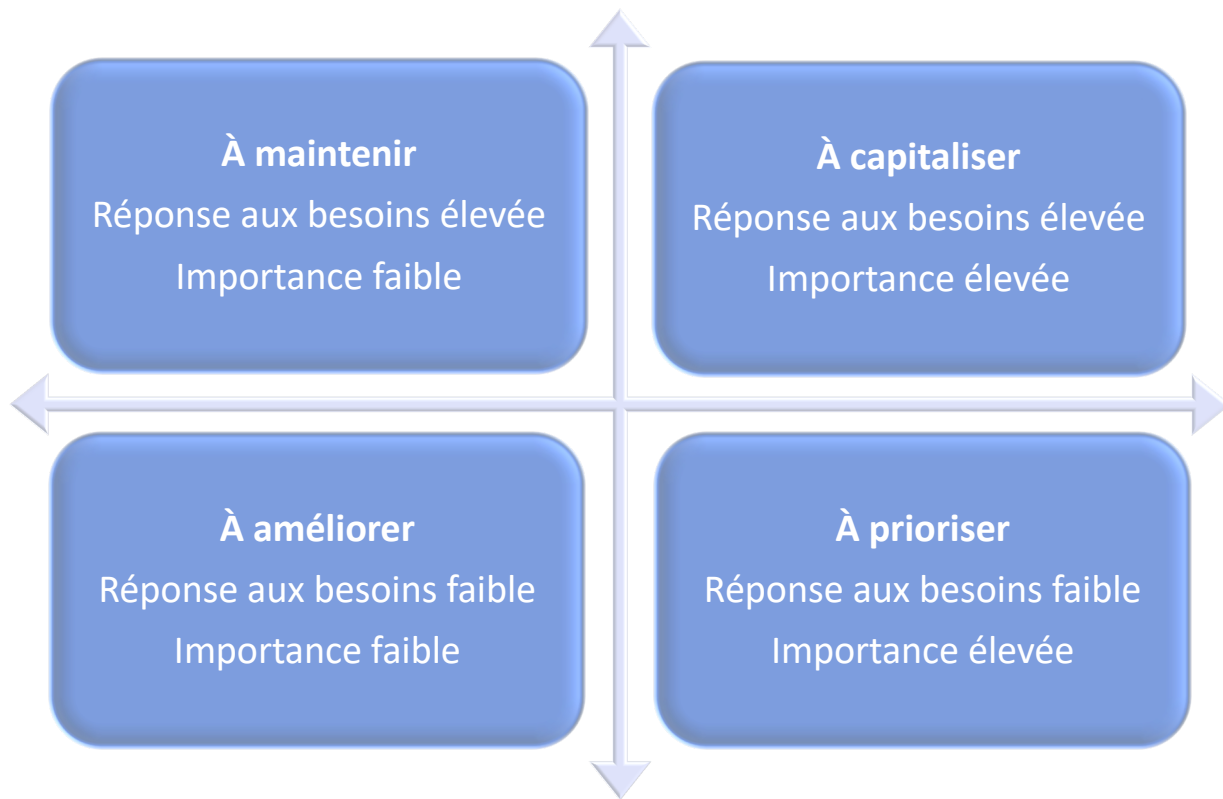 À maintenir
Réponse aux besoins élevée
Importance faible
À capitaliser
Réponse aux besoins élevée
Importance élevée
À améliorer
Réponse aux besoins faible
Importance faible
À prioriser
Réponse aux besoins faible
Importance élevée